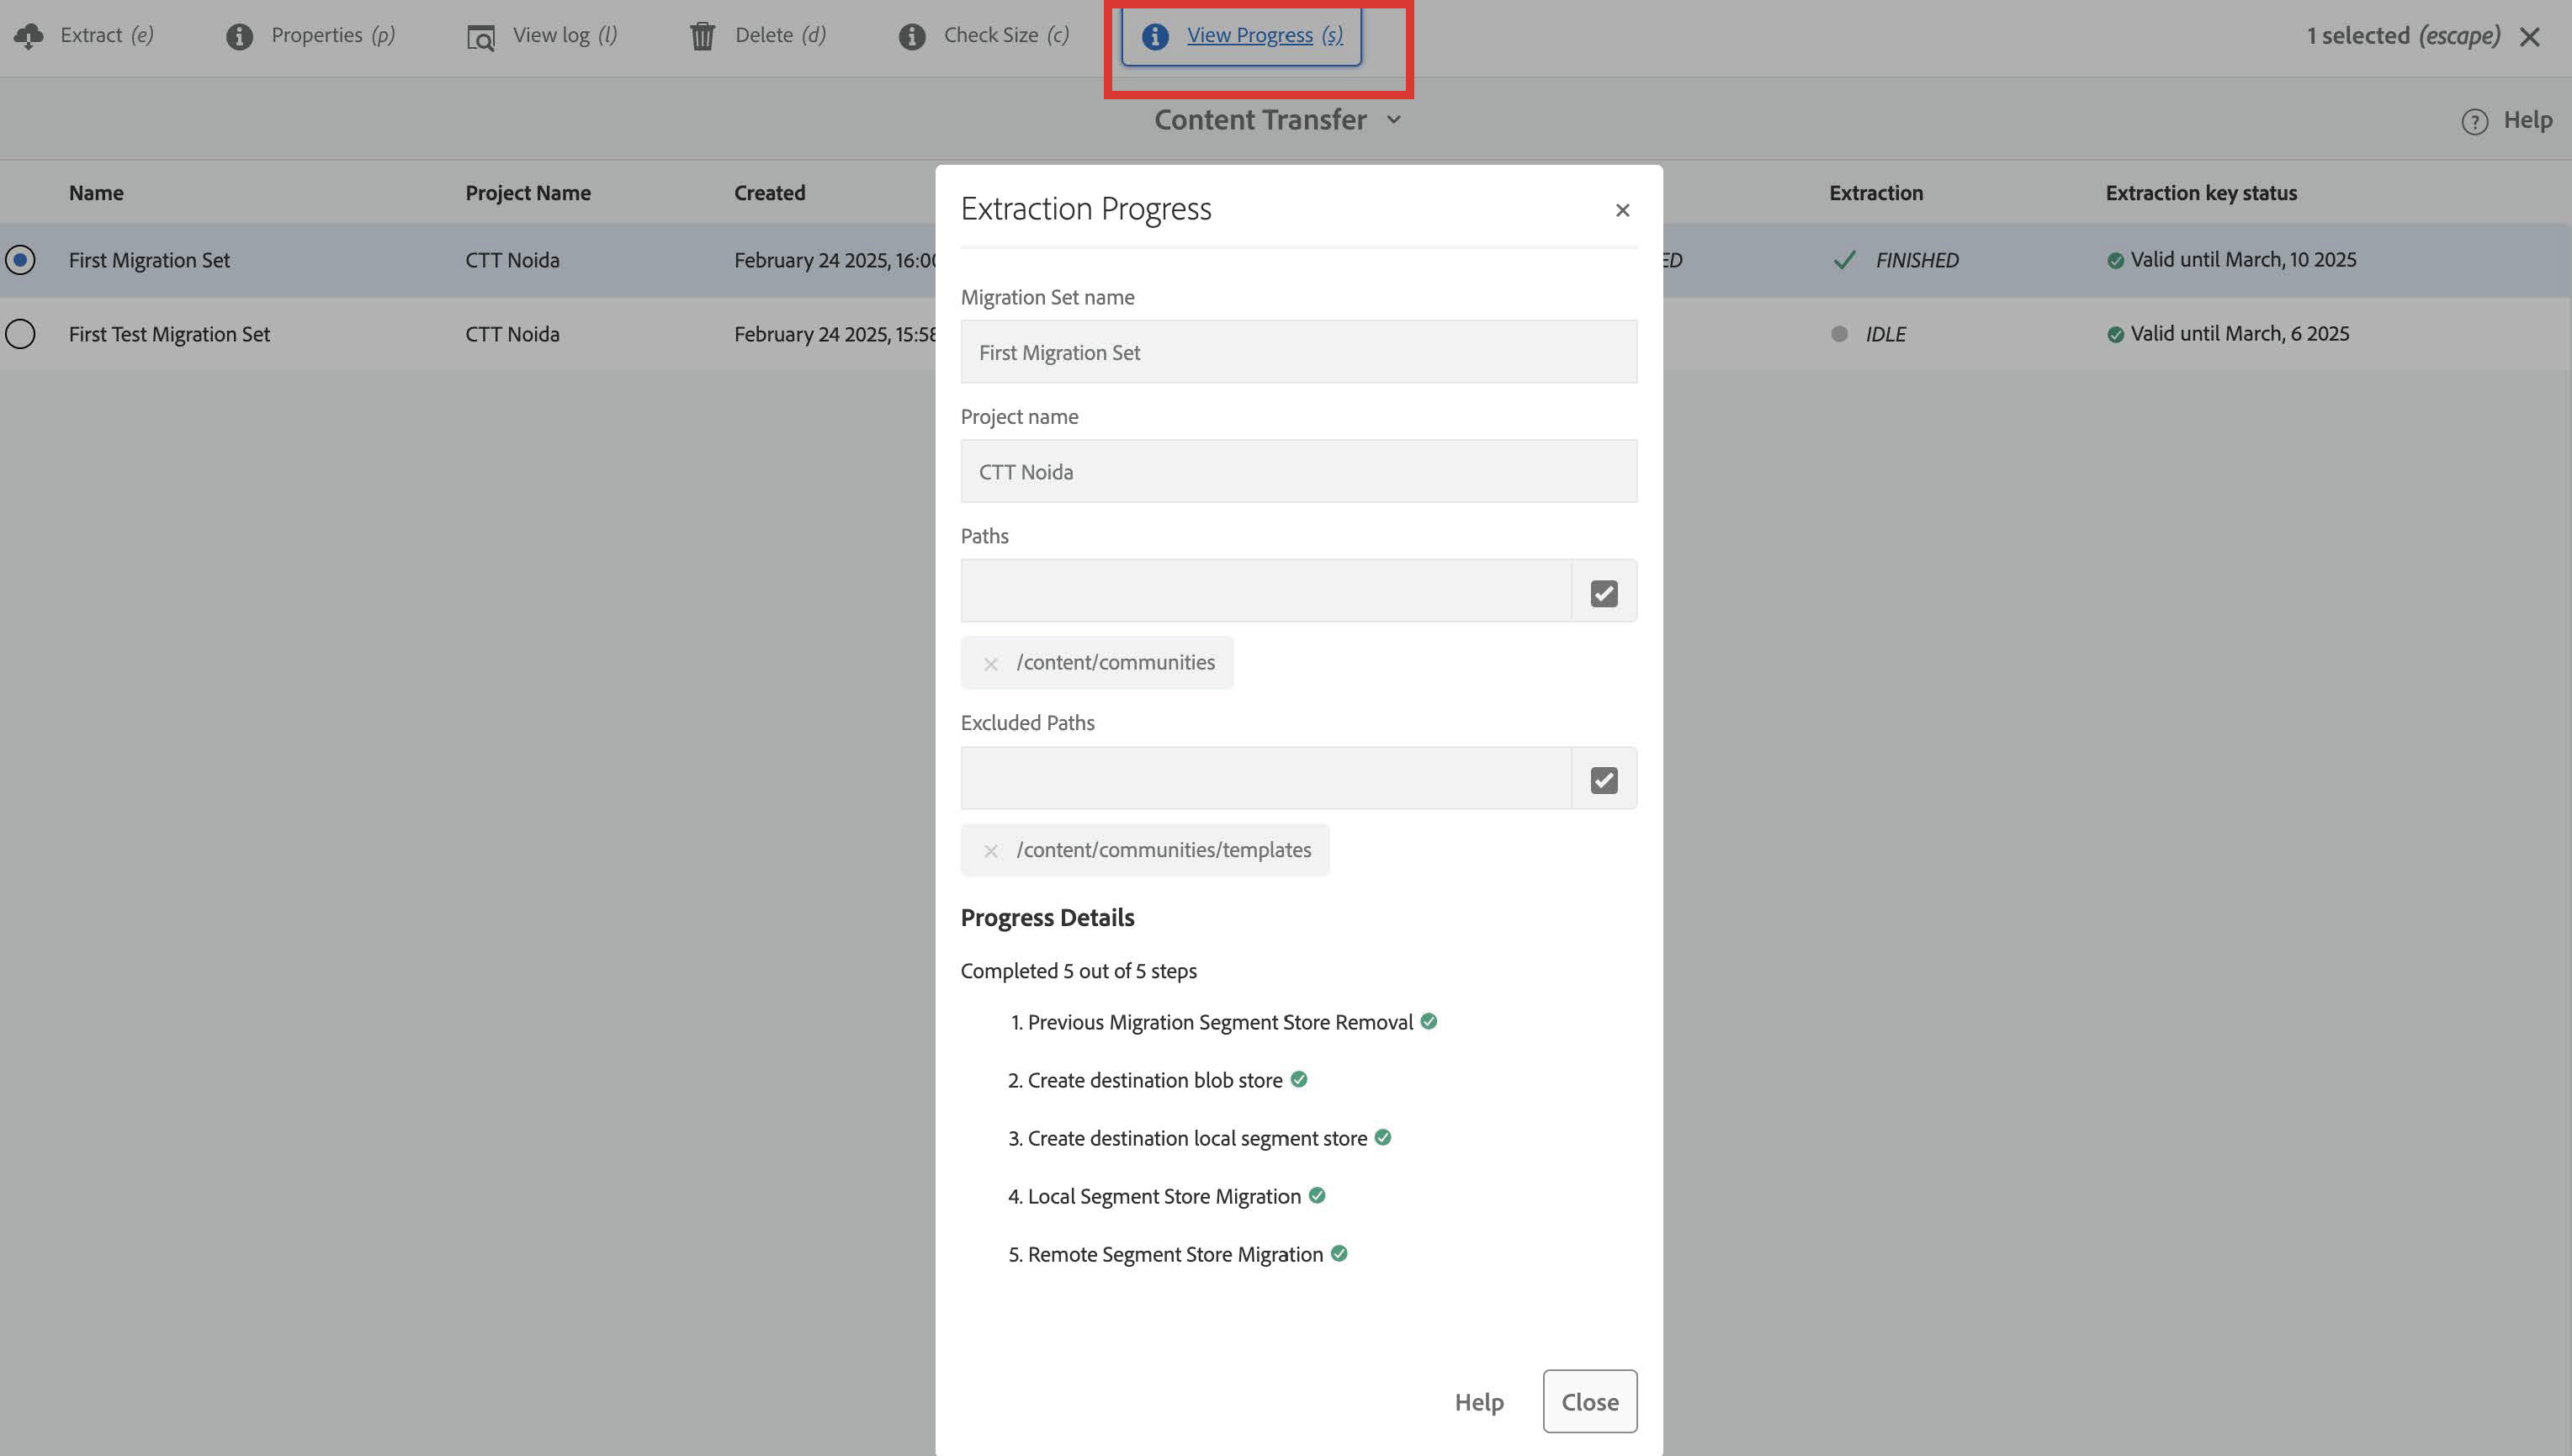 Extract (e) Properties (p) View log (l) Delete (d) Check Size (c) View Progress (s) 1 selected (escape)
Content Transfer Help
Name Project Name Created Extraction Extraction key status
First Migration Set CTT Noida February 24 2025, 16:00 ED FINISHED Valid until March, 10 2025
First Test Migration Set CTT Noida February 24 2025, 15:58 IDLE Valid until March, 6 2025
Extraction Progress
Migration Set name
First Migration Set
Project name
CTT Noida
Paths
/content/communities
Excluded Paths
/content/communities/templates
Progress Details
Completed 5 out of 5 steps
1. Previous Migration Segment Store Removal
2. Create destination blob store
3. Create destination local segment store
4. Local Segment Store Migration
5. Remote Segment Store Migration
Help Close